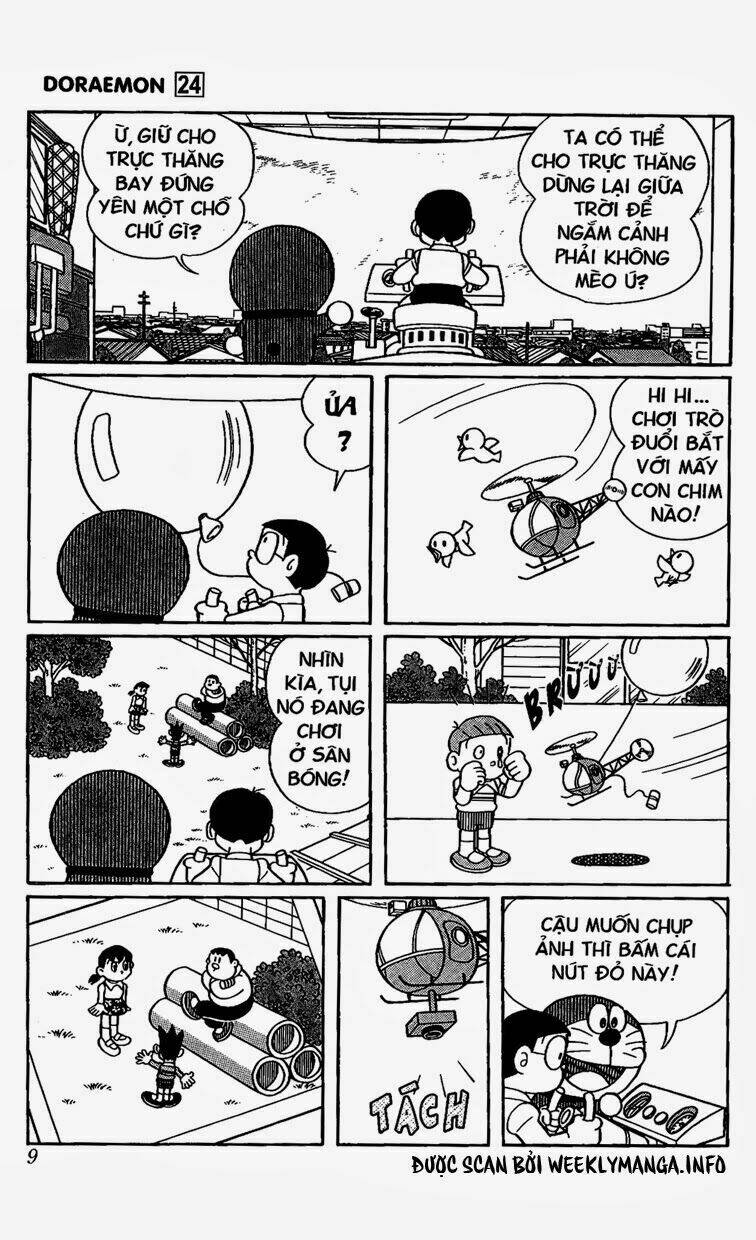 DORAEMON 24
TA CÓ THỂ
CHO TRỰC THĂNG
DỪNG LẠI GIỮA
TRỜI ĐỂ
NGẮM CẢNH
PHẢI KHÔNG
MÈO Ú?
Ừ, GIỮ CHO
TRỰC THĂNG
BAY ĐỨNG
YÊN MỘT CHỖ
CHỨ GÌ?
HI HI...
CHƠI TRÒ
ĐUỔI BẮT
VỚI MẤY
CON CHIM
NÀO!
ỦA
?
BRỪƯƯ
NHÌN
KÌA, TỤI
NÓ ĐANG
CHƠI
Ở SÂN
BÓNG!
CẬU MUỐN CHỤP
ẢNH THÌ BẤM CÁI
NÚT ĐỎ NÀY!
TÁCH
9
ĐƯỢC SCAN BỞI WEEKLYMANGA.INFO